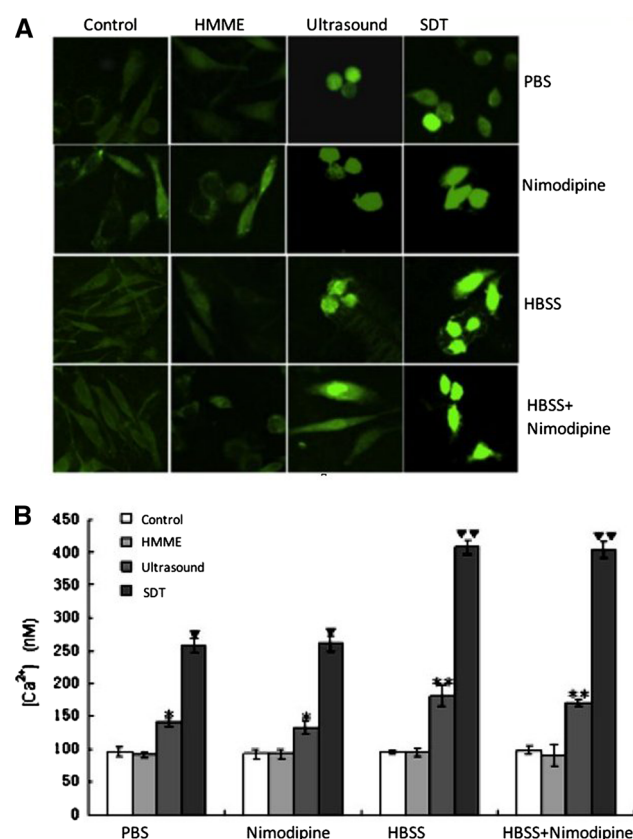 A
Control HMME Ultrasound SDT
PBS
Nimodipine
HBSS
HBSS+
Nimodipine
B
450
400
350
300
250
200
150
100
50
0
[Ca2+) (nM)
Control
HMME
Ultrasound
SDT
*
*
**
**
PBS Nimodipine HBSS HBSS+Nimodipine